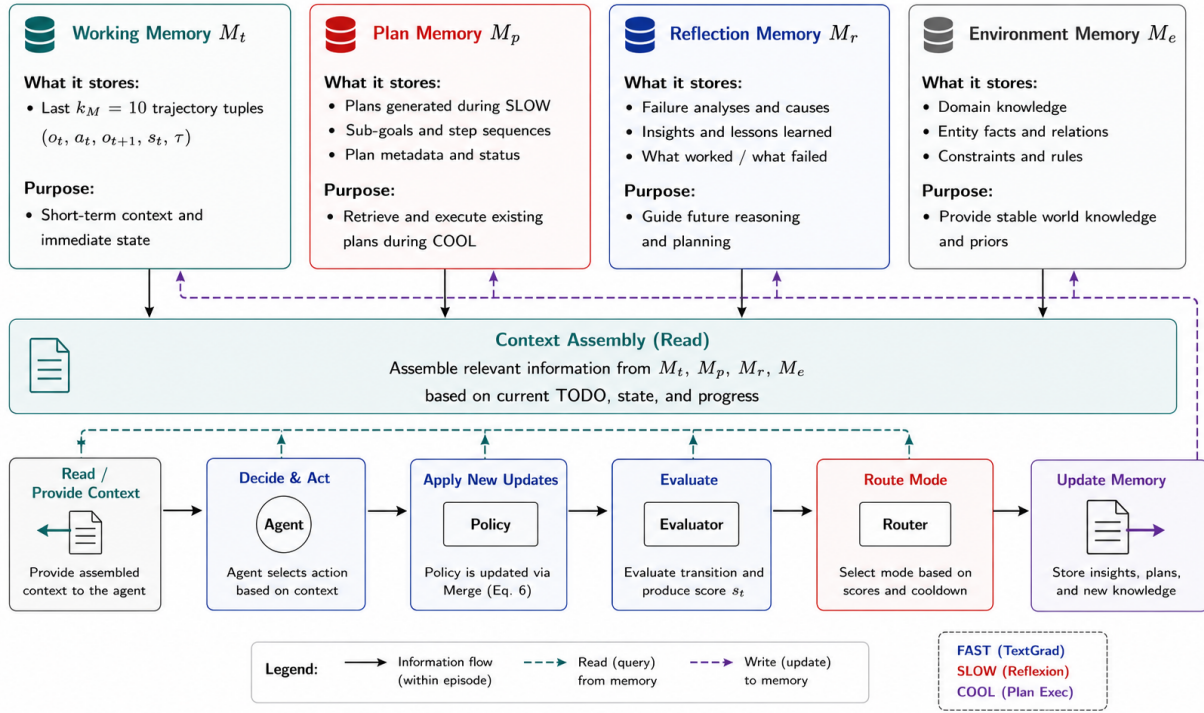 Working Memory M_t
What it stores:
• Last k_M = 10 trajectory tuples
(o_t, a_t, o_{t+1}, s_t, τ)
Purpose:
• Short-term context and
immediate state
Plan Memory M_p
What it stores:
• Plans generated during SLOW
• Sub-goals and step sequences
• Plan metadata and status
Purpose:
• Retrieve and execute existing
plans during COOL
Reflection Memory M_r
What it stores:
• Failure analyses and causes
• Insights and lessons learned
• What worked / what failed
Purpose:
• Guide future reasoning
and planning
Environment Memory M_e
What it stores:
• Domain knowledge
• Entity facts and relations
• Constraints and rules
Purpose:
• Provide stable world knowledge
and priors
Context Assembly (Read)
Assemble relevant information from M_t, M_p, M_r, M_e
based on current TODO, state, and progress
Read /
Provide Context
Provide assembled
context to the agent
Decide & Act
Agent
Agent selects action
based on context
Apply New Updates
Policy
Policy is updated via
Merge (Eq. 6)
Evaluate
Evaluator
Evaluate transition and
produce score s_t
Route Mode
Router
Select mode based on
scores and cooldown
Update Memory
Store insights, plans,
and new knowledge
Legend:
Information flow
(within episode)
Read (query)
from memory
Write (update)
to memory
FAST (TextGrad)
SLOW (Reflexion)
COOL (Plan Exec)